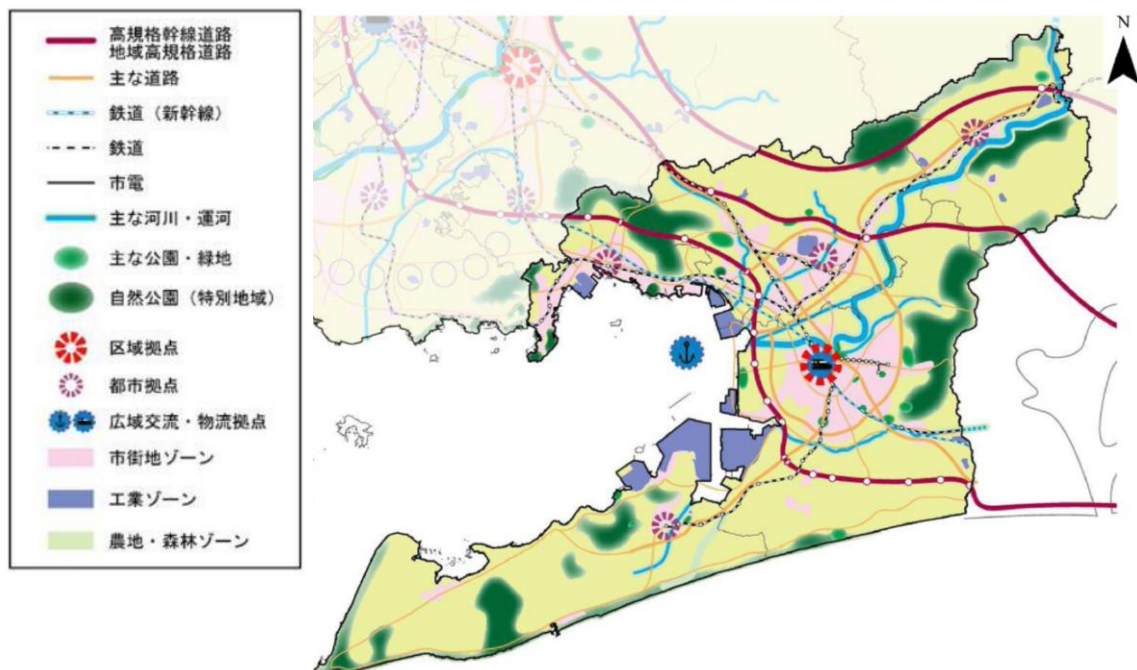 高規格幹線道路
地域高規格道路
主な道路
鉄道（新幹線）
鉄道
市電
主な河川・運河
主な公園・緑地
自然公園（特別地域）
区域拠点
都市拠点
広域交流・物流拠点
市街地ゾーン
工業ゾーン
農地・森林ゾーン
N